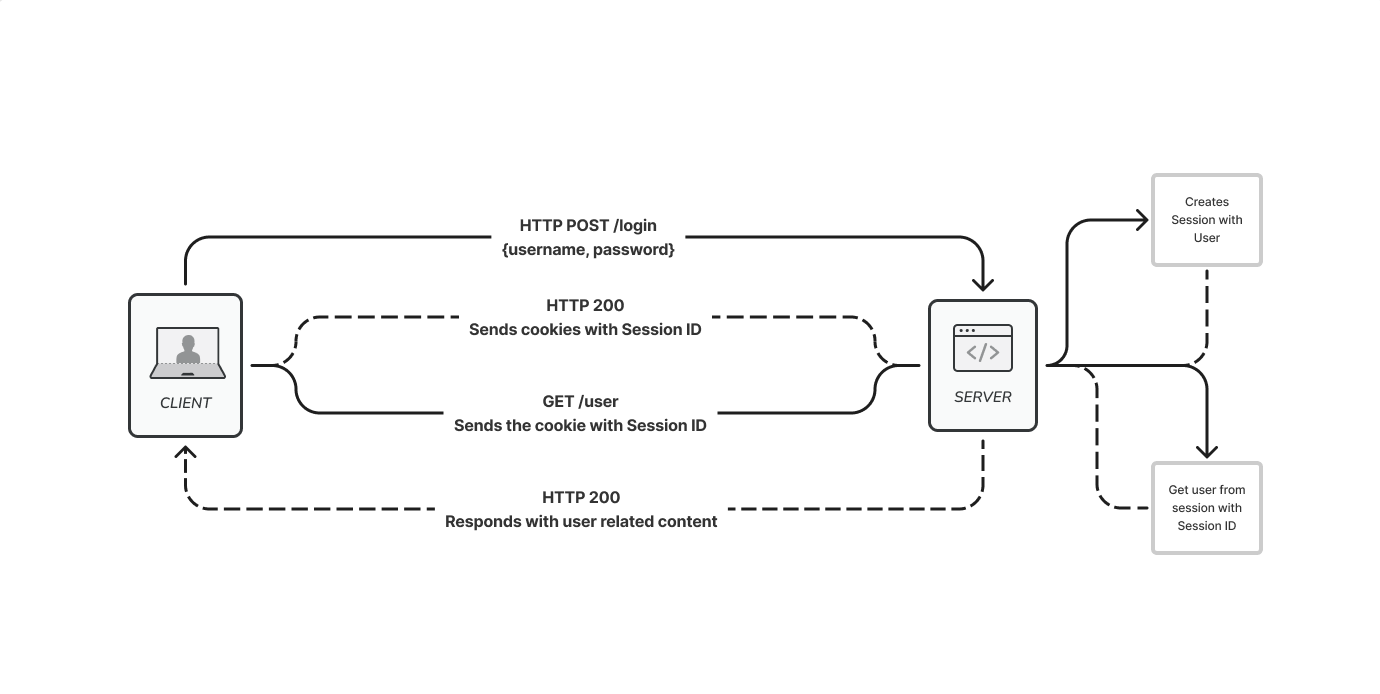 HTTP POST /login
{username, password}
HTTP 200
Sends cookies with Session ID
GET /user
Sends the cookie with Session ID
HTTP 200
Responds with user related content
CLIENT
SERVER
Creates
Session with
User
Get user from
session with
Session ID